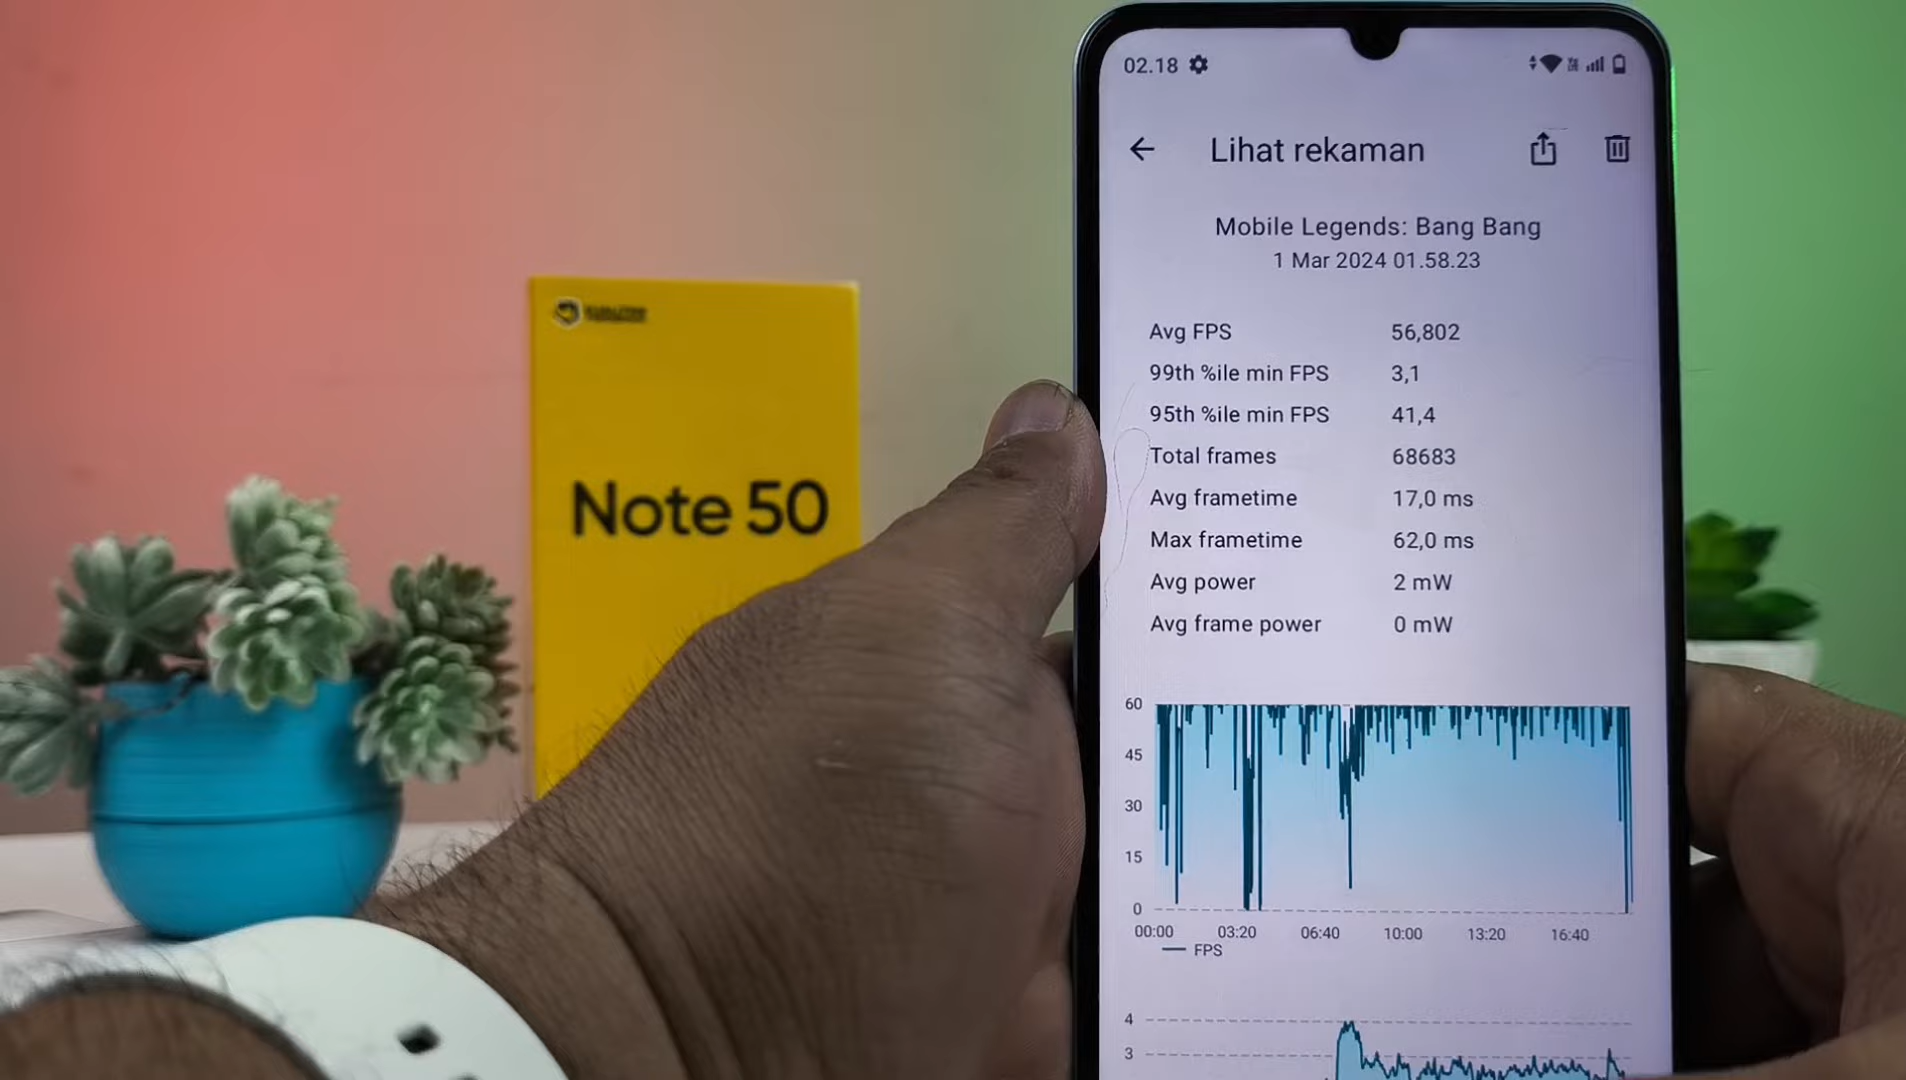 Note 50
02.18
Lihat rekaman
Mobile Legends: Bang Bang
1 Mar 2024 01.58.23
Avg FPS 56,802
99th %ile min FPS 3,1
95th %ile min FPS 41,4
Total frames 68683
Avg frametime 17,0 ms
Max frametime 62,0 ms
Avg power 2 mW
Avg frame power 0 mW
60
45
30
15
0
00:00 03:20 06:40 10:00 13:20 16:40
FPS
4
3